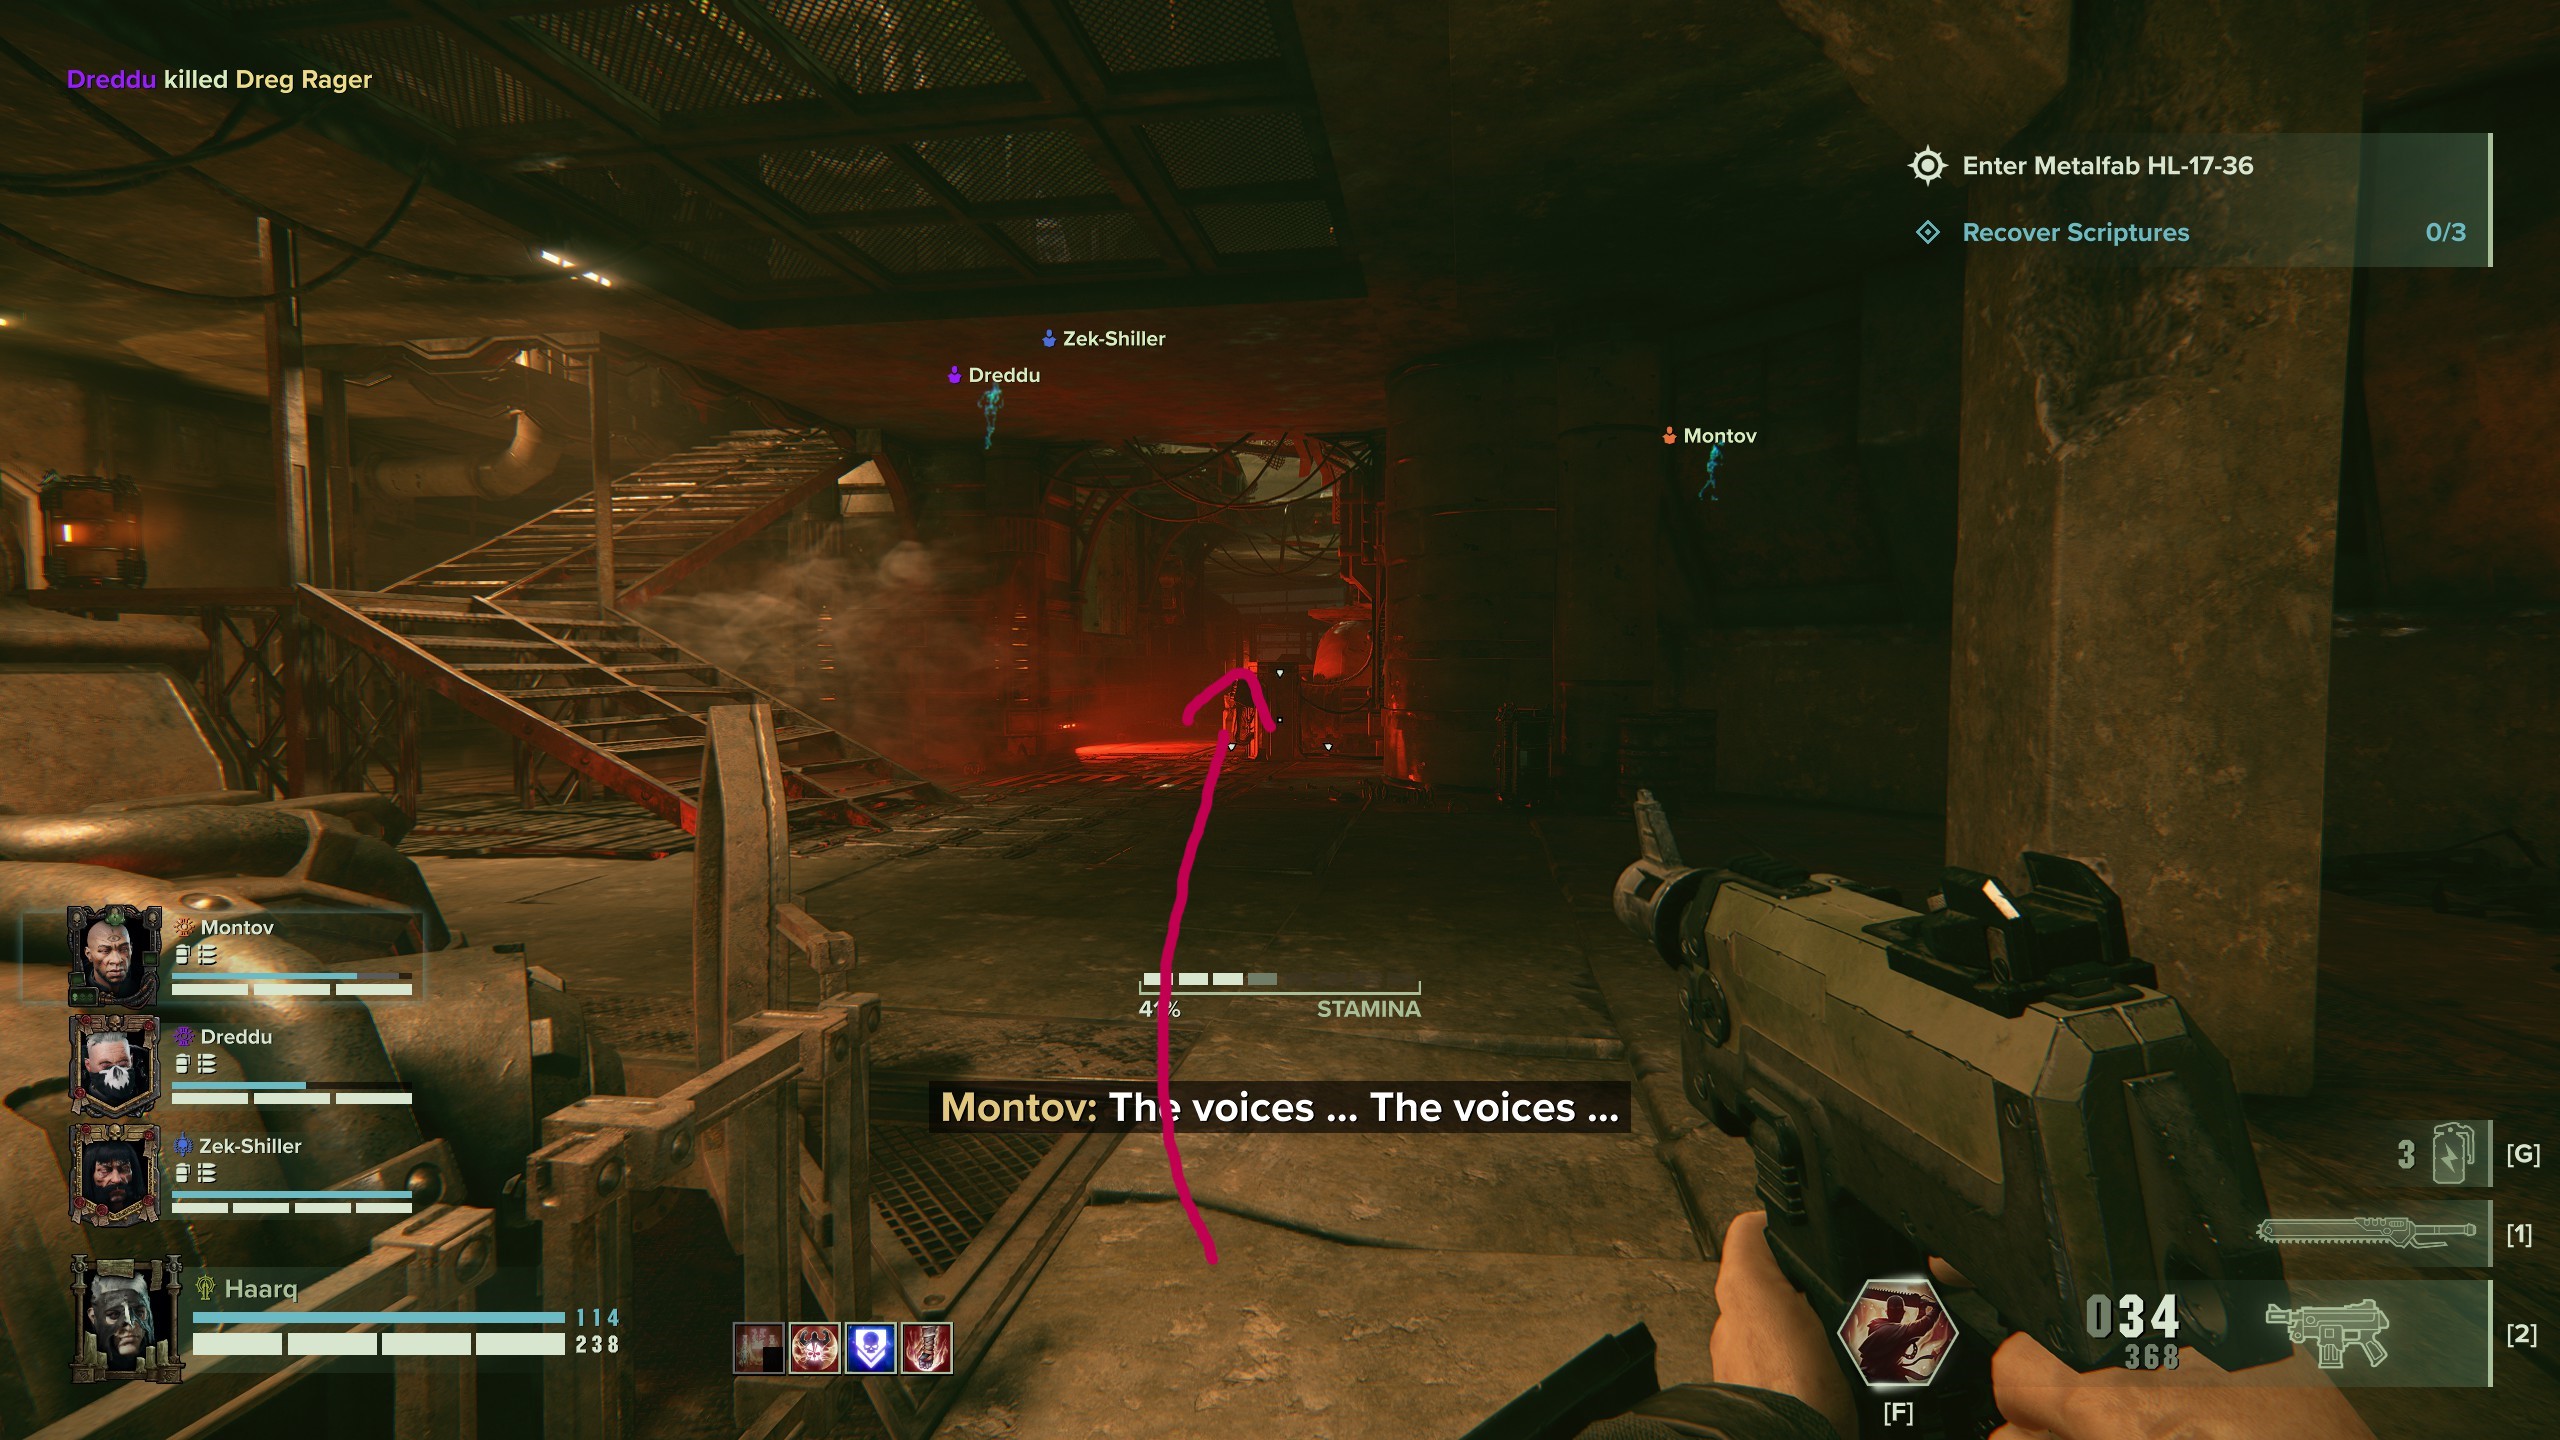 Dreddu killed Dreg Rager
Enter Metalfab HL-17-36
Recover Scriptures 0/3
Zek-Shiller
Dreddu
Montov
Montov
Dreddu
Zek-Shiller
Haarq
114
238
STAMINA
Montov: The voices ... The voices ...
3 [G]
[1]
034
368
[2]
[F]